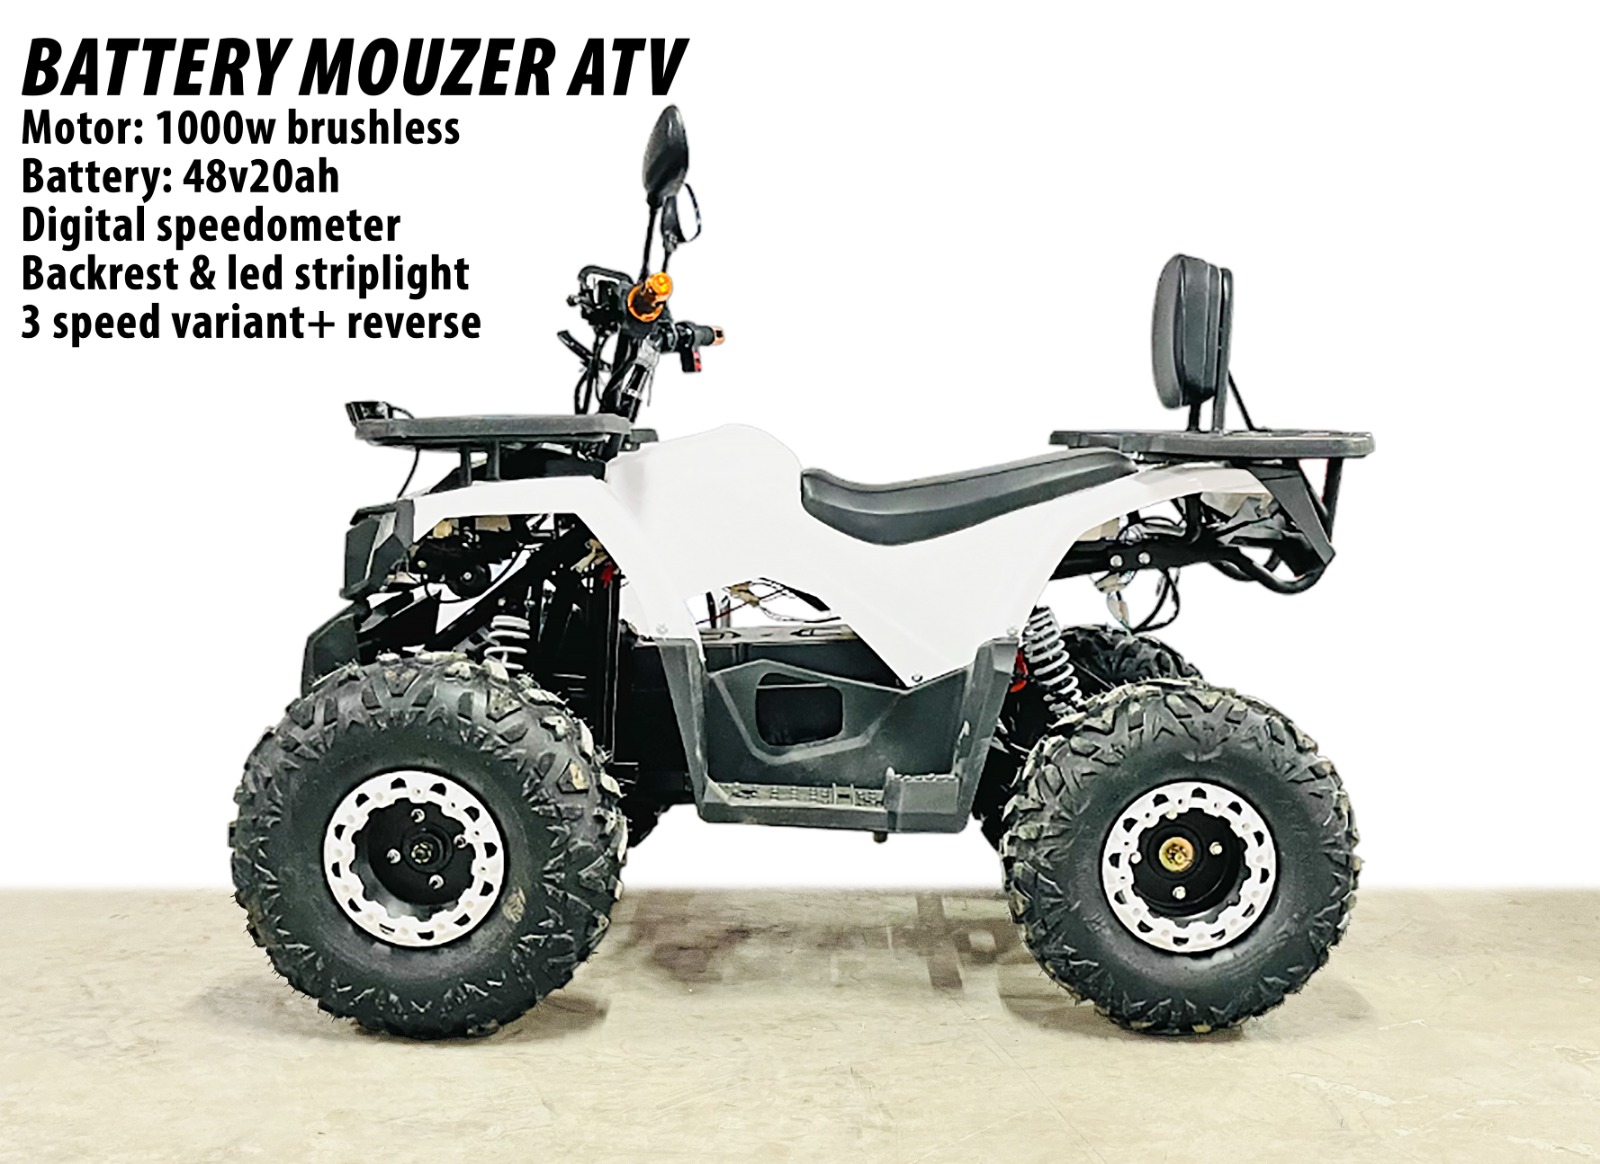 BATTERY MOUZER ATV
Motor: 1000w brushless
Battery: 48v20ah
Digital speedometer
Backrest & led striplight
3 speed variant+ reverse